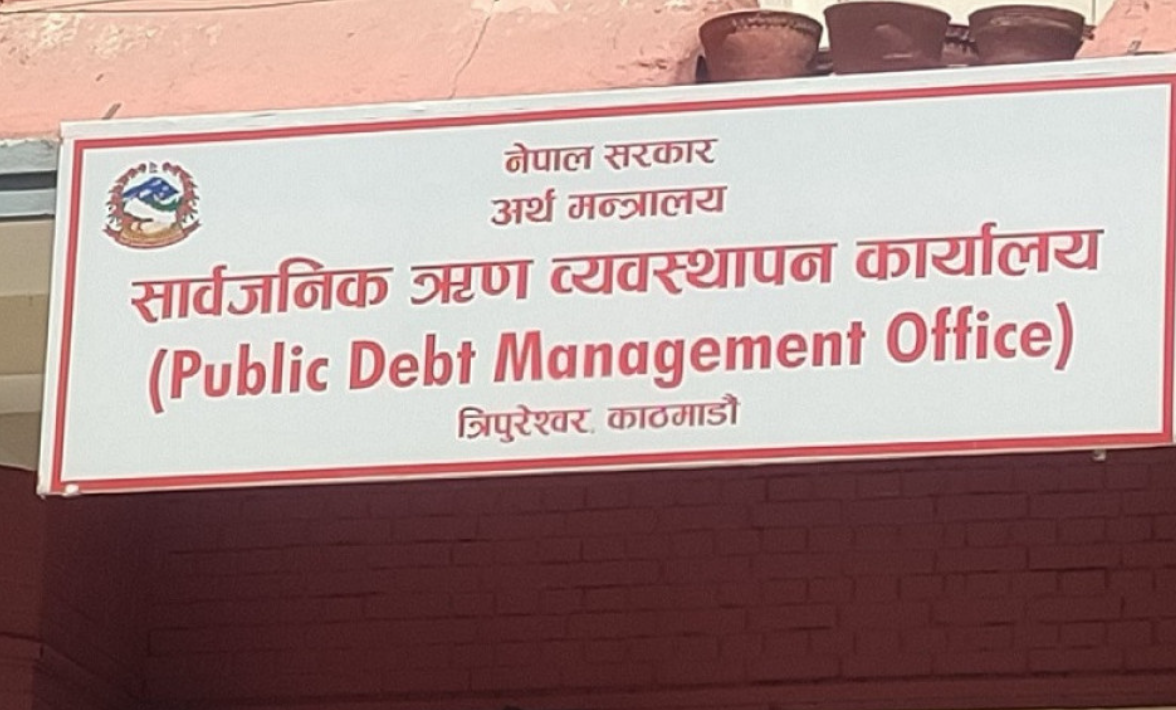 नेपाल सरकार
अर्थ मन्त्रालय
सार्वजनिक ऋण व्यवस्थापन कार्यालय
(Public Debt Management Office)
त्रिपुरेश्वर, काठमाडौं